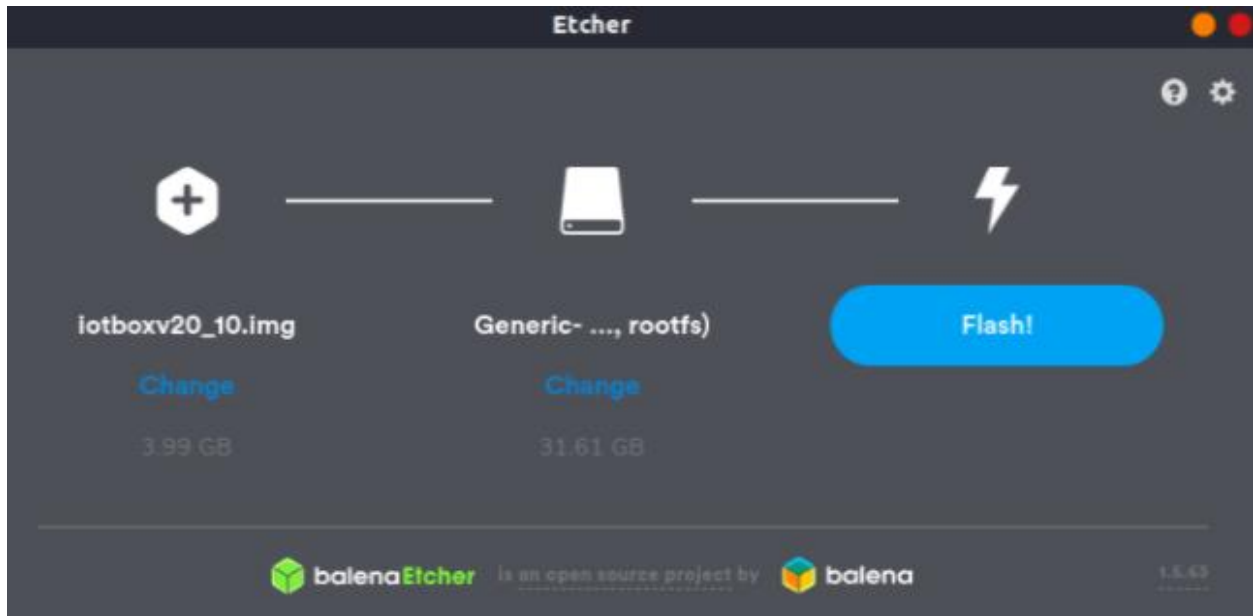 Etcher
iotboxv20_10.img
Generic- ..., rootfs)
Flash!
Change
Change
3.99 GB
31.61 GB
balenaEtcher is an open source project by balena